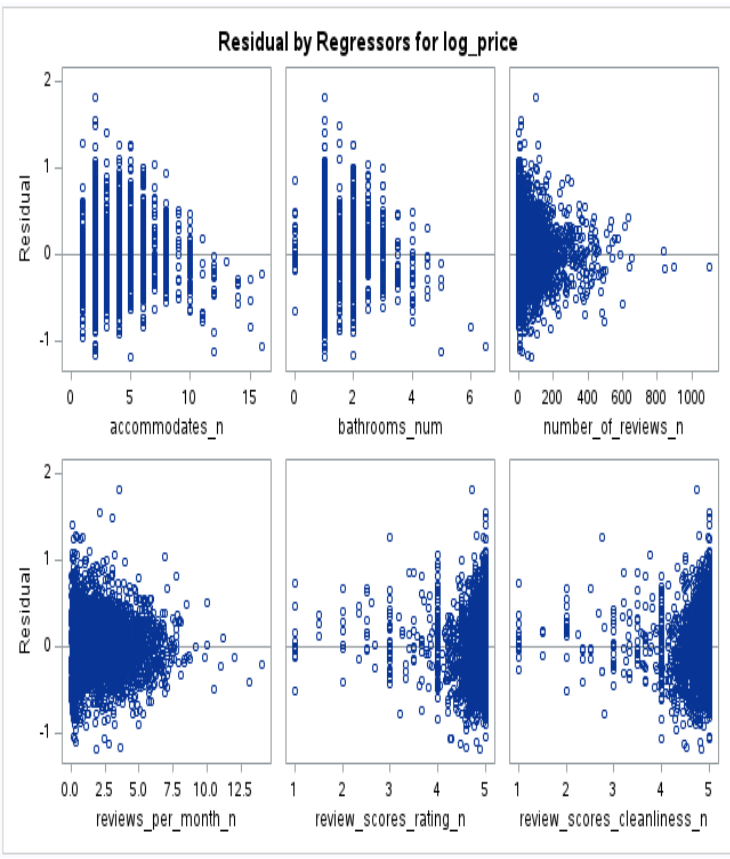 Residual by Regressors for log_price
Residual
2
1
0
-1
0 5 10 15
accommodates_n
0 2 4 6
bathrooms_num
0 200 400 600 800 1000
number_of_reviews_n
Residual
2
1
0
-1
0.0 2.5 5.0 7.5 10.0 12.5
reviews_per_month_n
1 2 3 4 5
review_scores_rating_n
1 2 3 4 5
review_scores_cleanliness_n